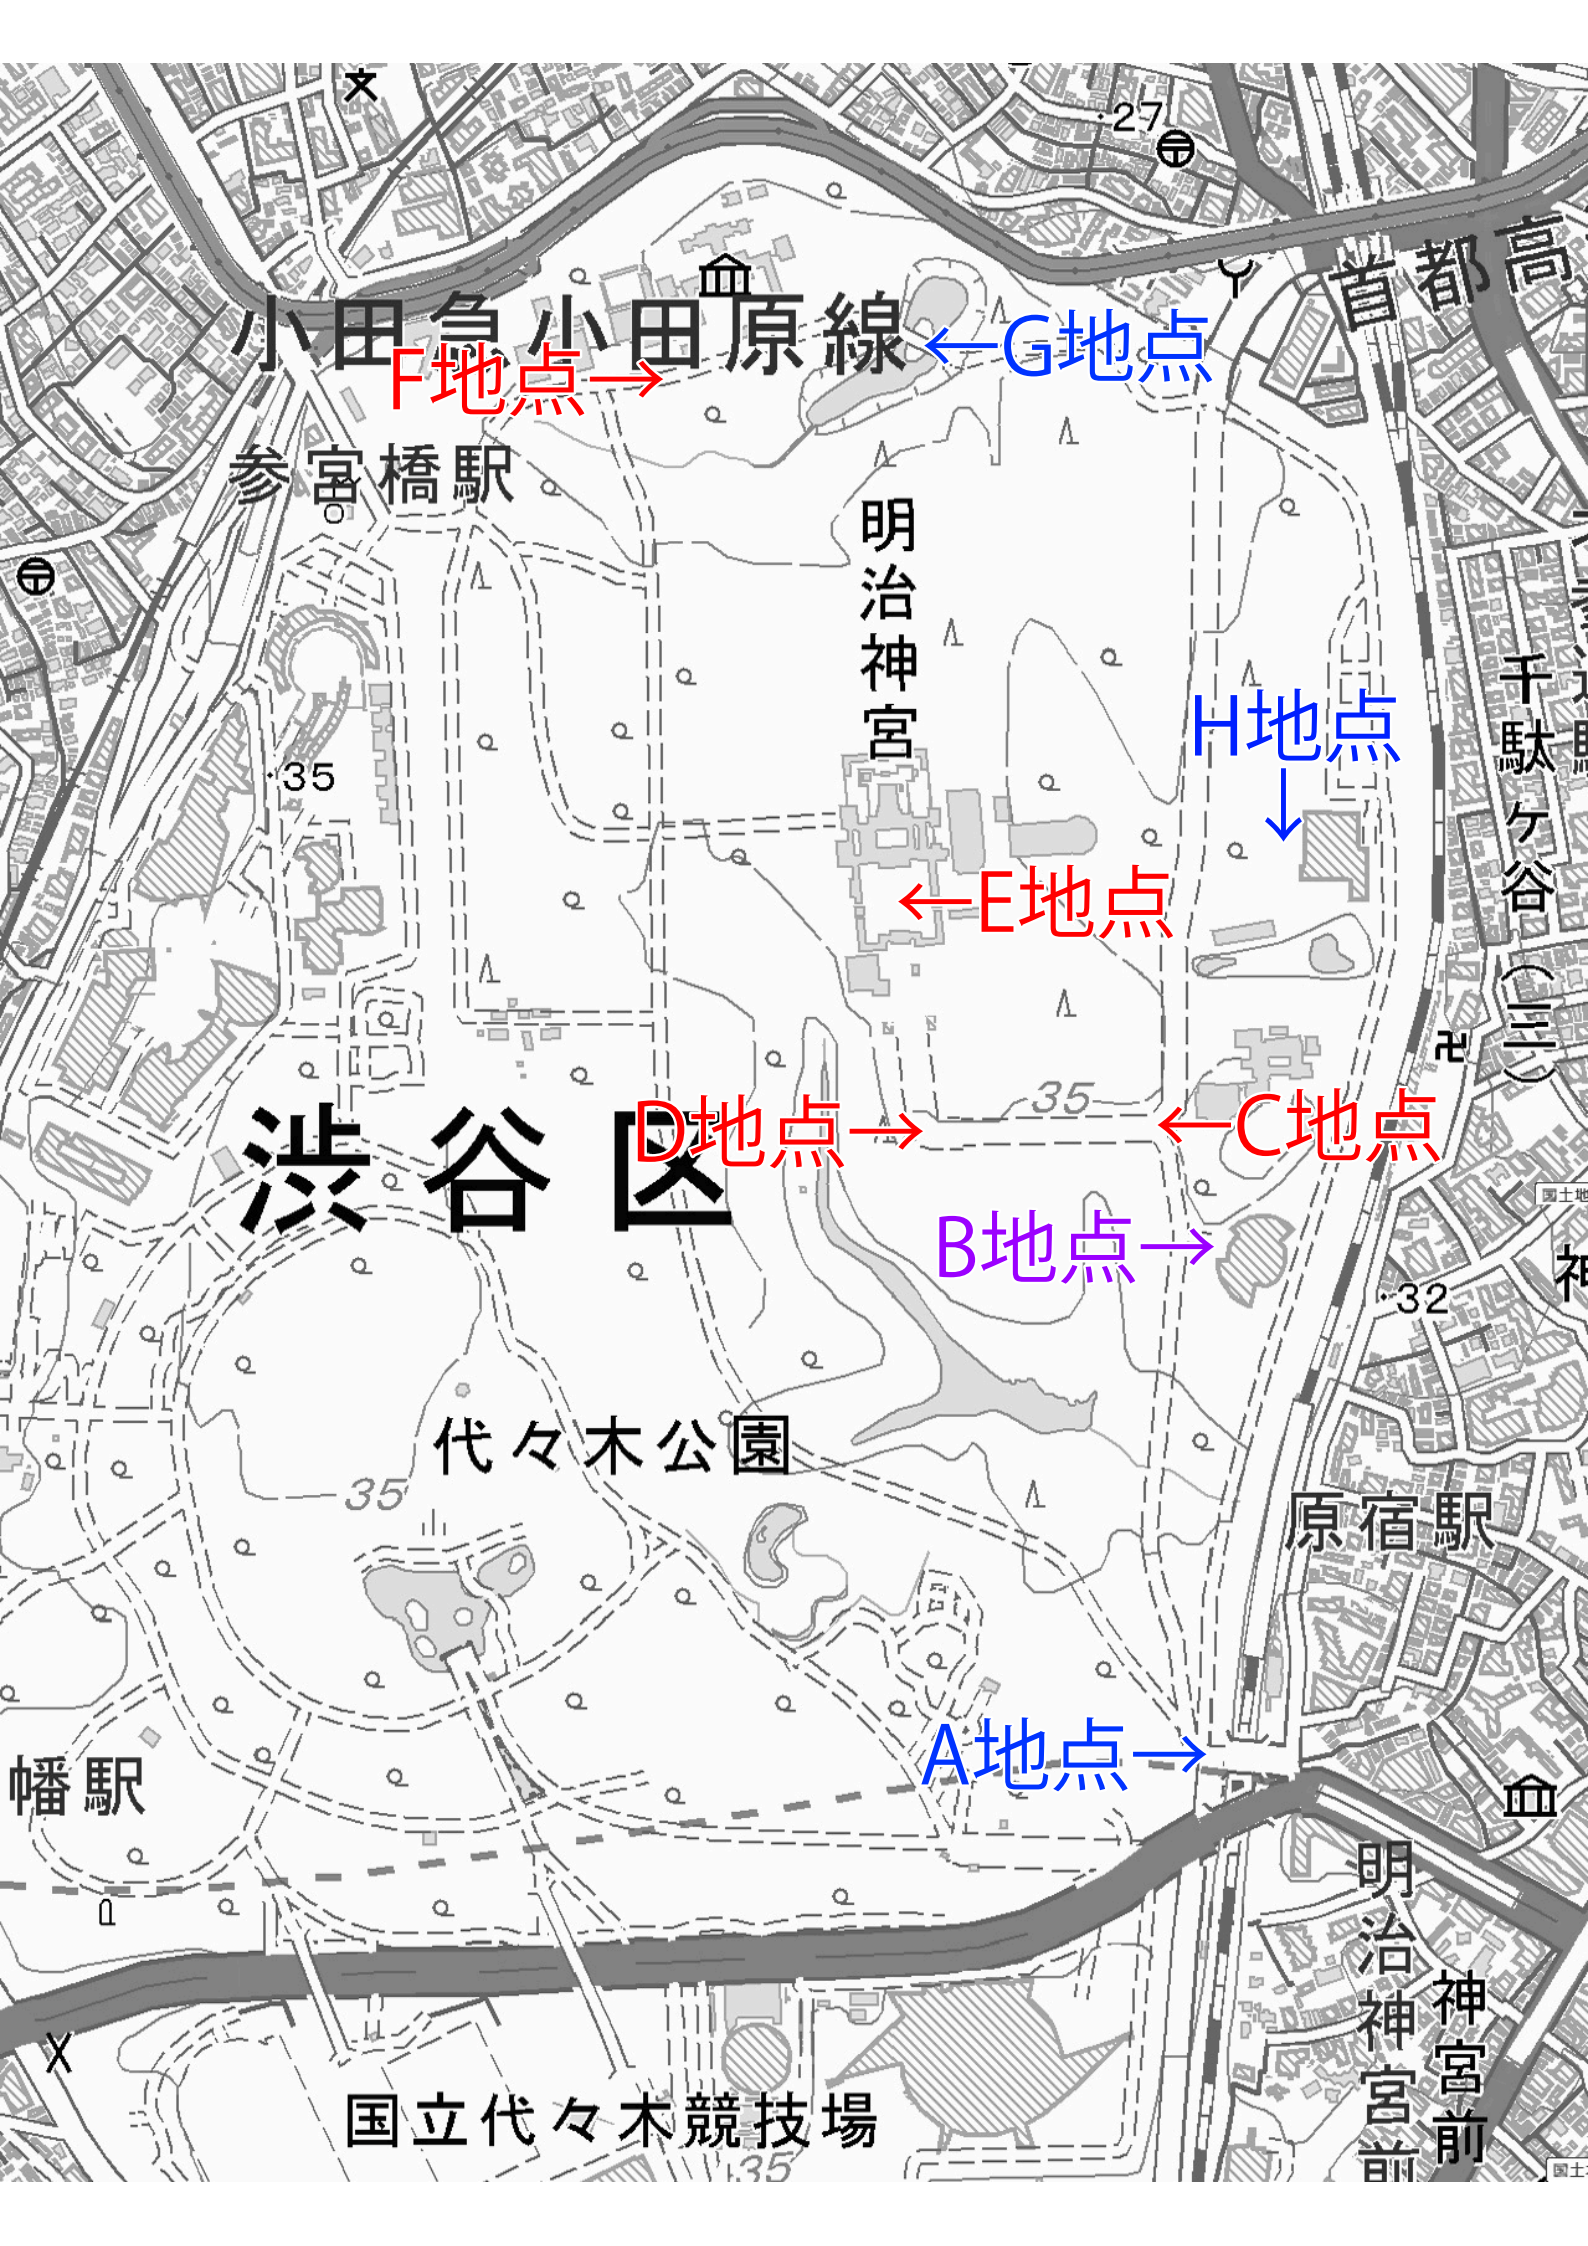 27
首都高
小田急小田原線
←G地点
F地点→
参宮橋駅
明治神宮
H地点
↓
千駄ケ谷(三)
35
←E地点
35
←C地点
D地点→
渋谷区
B地点→
32
神
代々木公園
35
原宿駅
A地点→
幡駅
明治神宮前
神宮前
国立代々木競技場
35